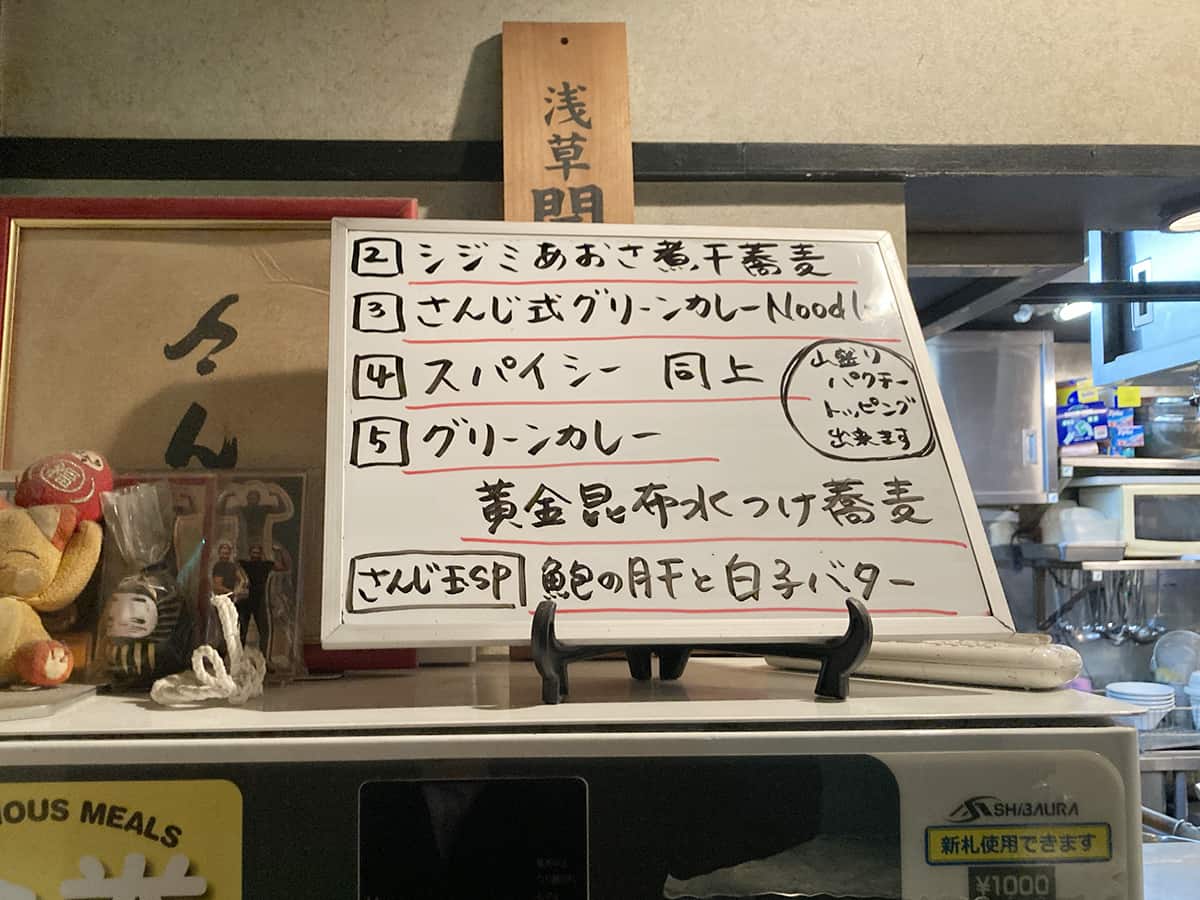 浅草開
② シジミあおさ煮干蕎麦
③ さんじ式グリーンカレーNoodle
④ スパイシー 同上
山盛り
パクチー
トッピング
出来ます
⑤ グリーンカレー
黄金昆布水つけ蕎麦
さんじ玉SP 鮑の肝と白子バター
さん
IOUS MEALS
SHIBAURA
新札使用できます
¥1000